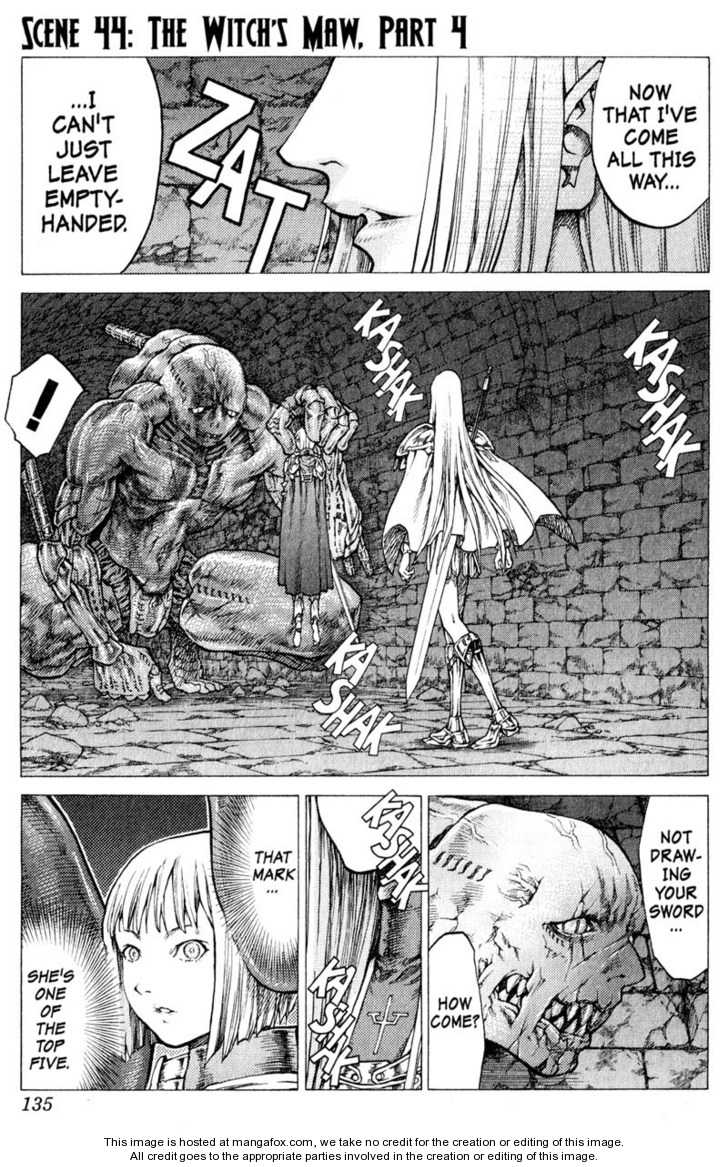 SCENE 44: THE WITCH'S MAW, PART 4
NOW
THAT I'VE
COME
ALL THIS
WAY...
ZAT
...I
CAN'T
JUST
LEAVE
EMPTY-
HANDED.
KASHAK
KASHAK
!
KASHAK
NOT
DRAW-
ING
YOUR
SWORD
...
HOW
COME?
KASHAK
KASHAK
THAT
MARK
...
SHE'S
ONE
OF
THE
TOP
FIVE.
135
This image is hosted at mangafox.com, we take no credit for the creation or editing of this image.
All credit goes to the appropriate parties involved in the creation or editing of this image.